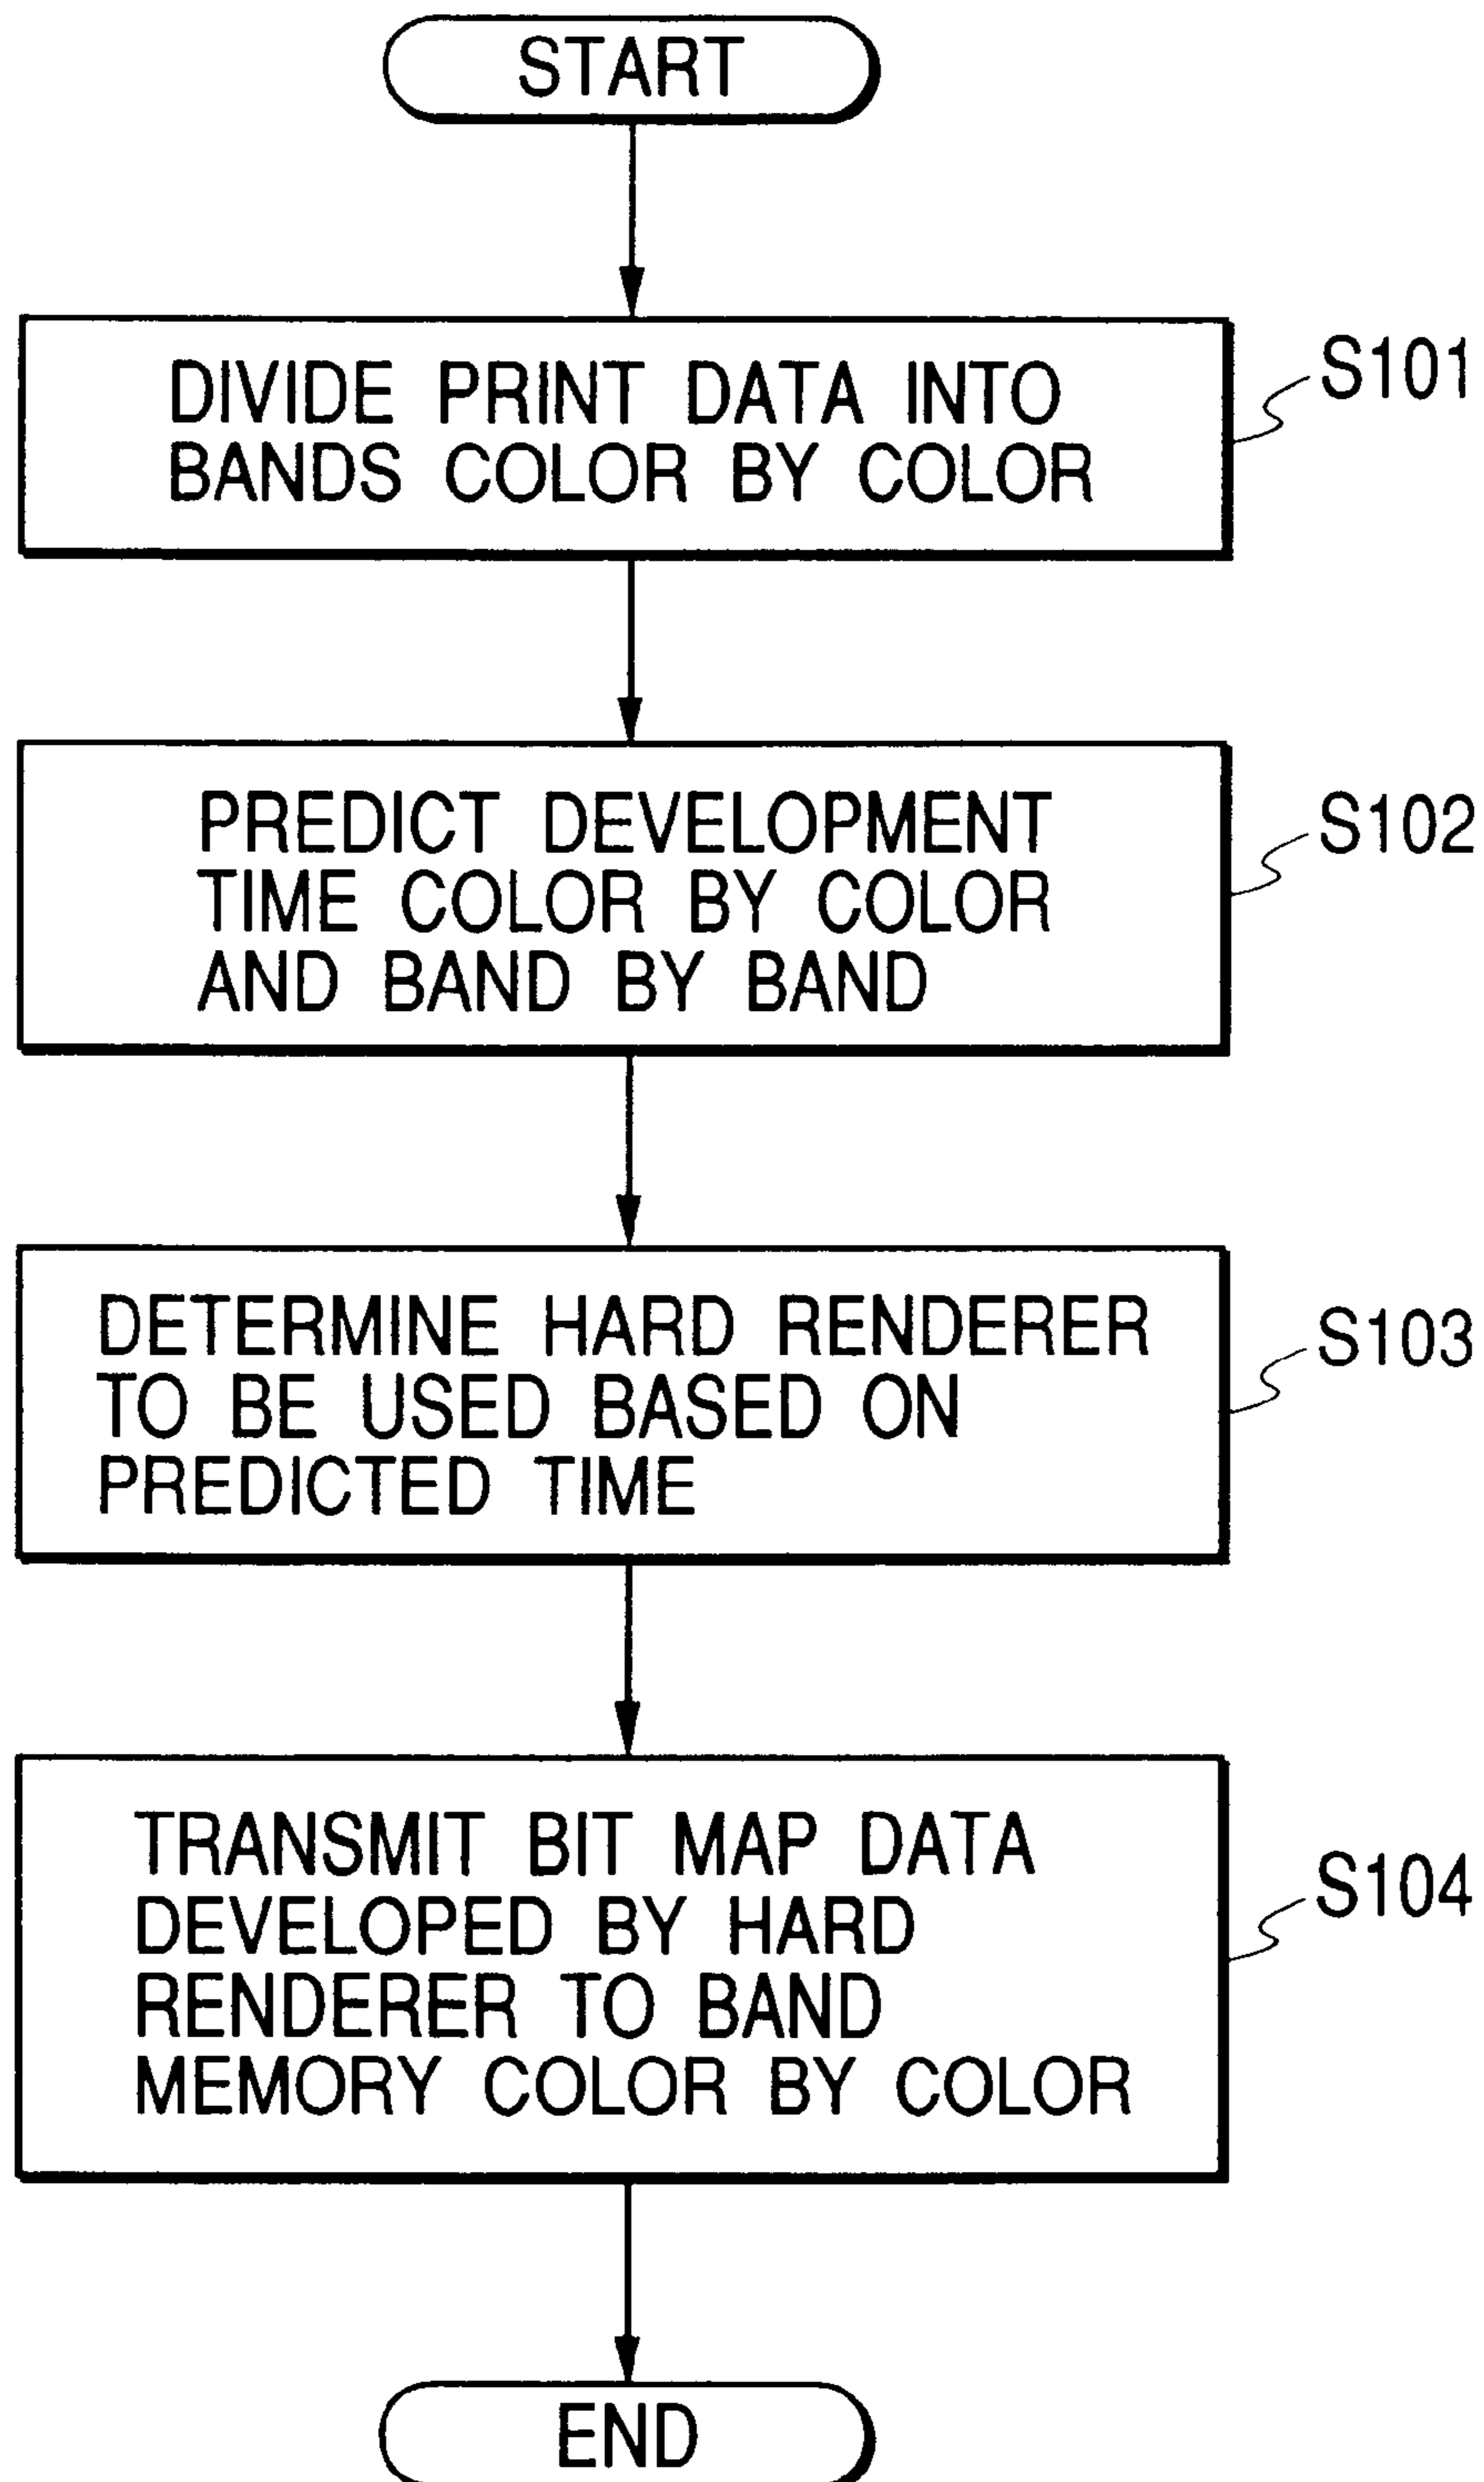 START
DIVIDE PRINT DATA INTO
BANDS COLOR BY COLOR
S101
PREDICT DEVELOPMENT
TIME COLOR BY COLOR
AND BAND BY BAND
S102
DETERMINE HARD RENDERER
TO BE USED BASED ON
PREDICTED TIME
S103
TRANSMIT BIT MAP DATA
DEVELOPED BY HARD
RENDERER TO BAND
MEMORY COLOR BY COLOR
S104
END